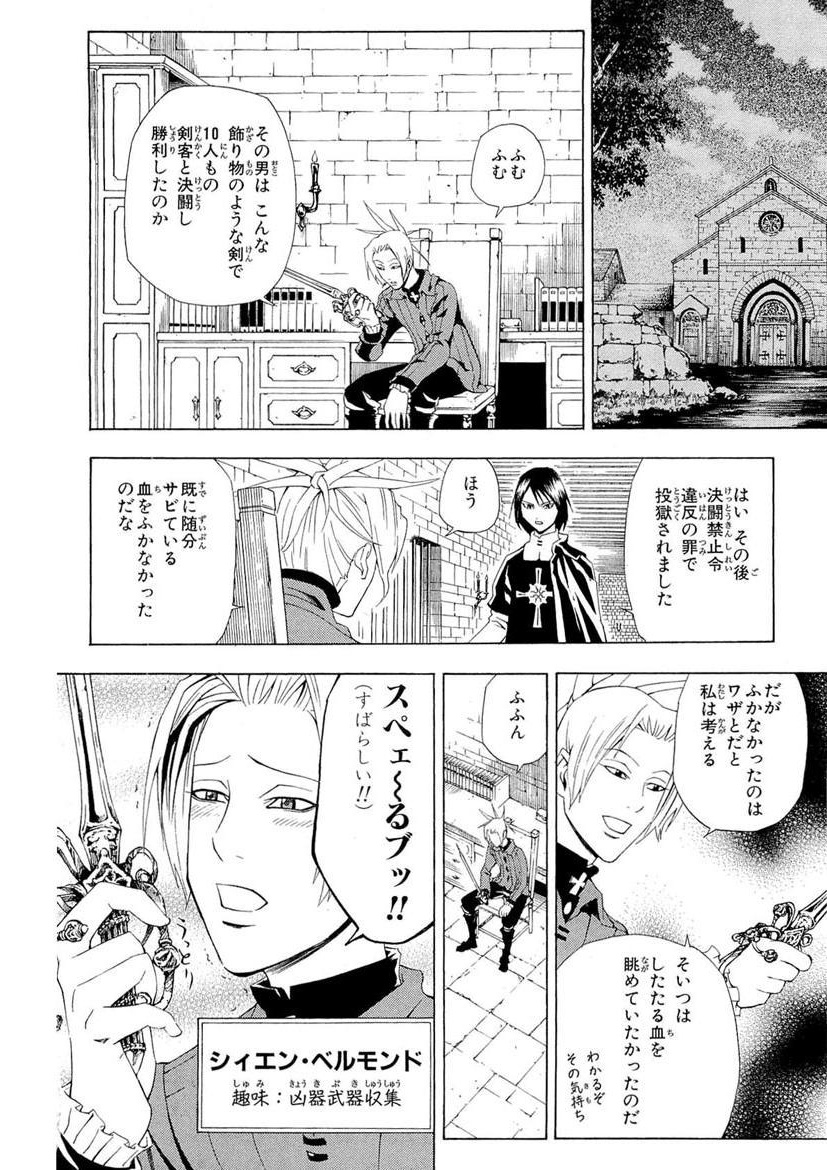 ふむ
ふむ
その男は こんな
飾り物のような剣で
10人もの
剣客と決闘し
勝利したのか
はい その後
決闘禁止令
違反の罪で
投獄されました
ほう
既に随分
サビている
血をふかなかった
のだな
だが
ふかなかったのは
ワザとだと
私は考える
そいつは
したたる血を
眺めていたかったのだ
わかるぞ
その気持ち
ふふん
スペェ〜るブッ!!
(すばらしい!!)
ぐっ
シィエン・ベルモンド
趣味:凶器武器収集